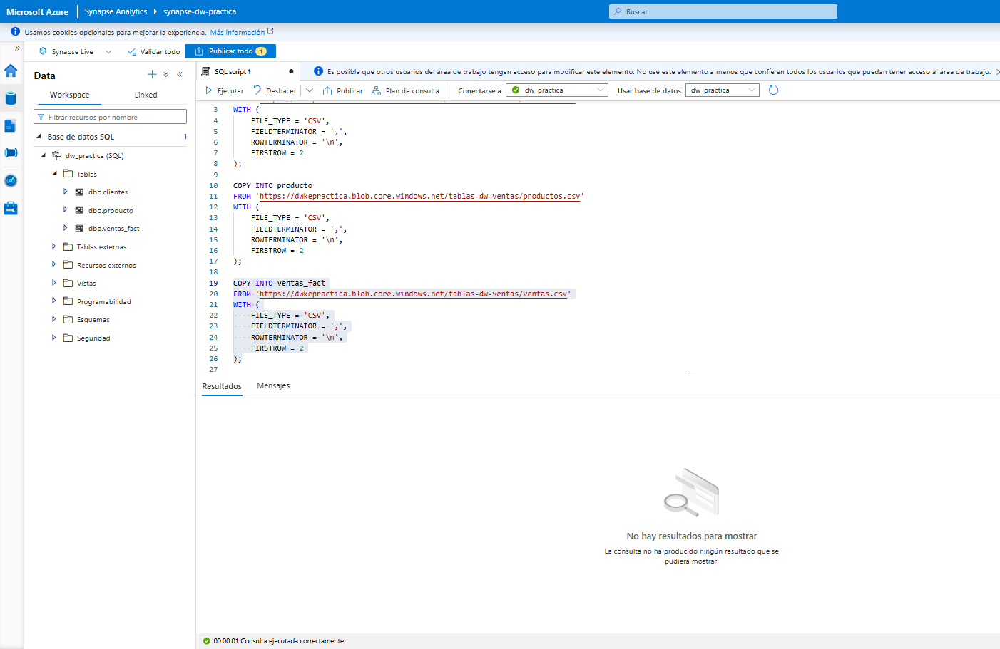 Microsoft Azure
Synapse Analytics
synapse-dw-practica
Buscar
Usamos cookies opcionales para mejorar la experiencia. Más información
Synapse Live
Validar todo
Publicar todo 1
Data
Workspace
Linked
Filtrar recursos por nombre
Base de datos SQL 1
dw_practica (SQL)
Tablas
dbo.clientes
dbo.producto
dbo.ventas_fact
Tablas externas
Recursos externos
Vistas
Programabilidad
Esquemas
Seguridad
SQL script 1
Es posible que otros usuarios del área de trabajo tengan acceso para modificar este elemento. No use este elemento a menos que confíe en todos los usuarios que puedan tener acceso al área de trabajo.
Ejecutar
Deshacer
Publicar
Plan de consulta
Conectarse a
dw_practica
Usar base de datos
dw_practica
3 WITH (
4 FILE_TYPE = 'CSV',
5 FIELDTERMINATOR = ',',
6 ROWTERMINATOR = '\n',
7 FIRSTROW = 2
8 );
9
10 COPY INTO producto
11 FROM 'https://dwkepractica.blob.core.windows.net/tablas-dw-ventas/productos.csv'
12 WITH (
13 FILE_TYPE = 'CSV',
14 FIELDTERMINATOR = ',',
15 ROWTERMINATOR = '\n',
16 FIRSTROW = 2
17 );
18
19 COPY INTO ventas_fact
20 FROM 'https://dwkepractica.blob.core.windows.net/tablas-dw-ventas/ventas.csv'
21 WITH (
22 FILE_TYPE = 'CSV',
23 FIELDTERMINATOR = ',',
24 ROWTERMINATOR = '\n',
25 FIRSTROW = 2
26 );
27
Resultados
Mensajes
No hay resultados para mostrar
La consulta no ha producido ningún resultado que se
pudiera mostrar.
00:00:01 Consulta ejecutada correctamente.